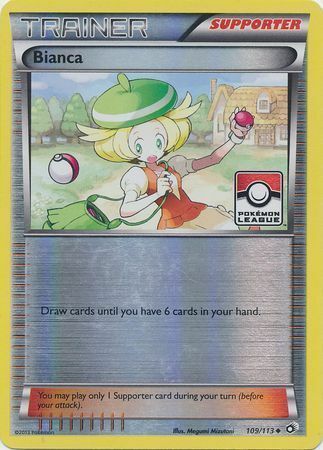 TRAINER
SUPPORTER
Bianca
POKÉMON
LEAGUE
Draw cards until you have 6 cards in your hand.
You may play only 1 Supporter card during your turn (before
your attack).
©2013 Pokémon
Illus. Megumi Mizutani
109/113